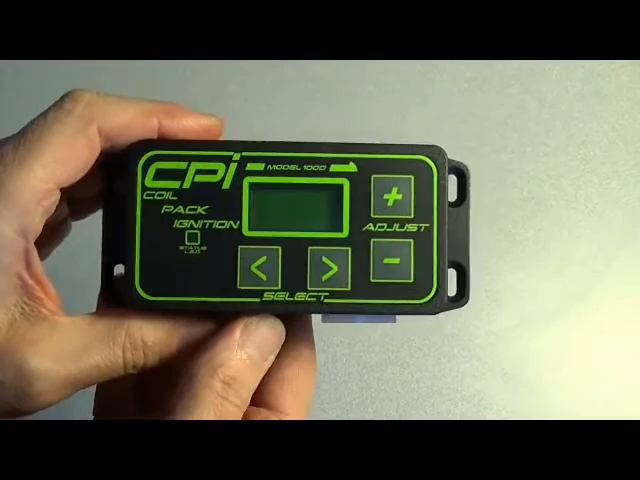 CPi
MODEL 1000
COIL
PACK
IGNITION
STATUS
LED
+
ADJUST
-
< >
SELECT